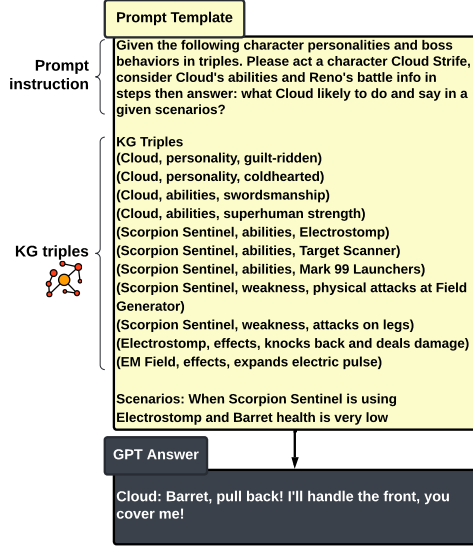 Prompt Template
Prompt
instruction
Given the following character personalities and boss
behaviors in triples. Please act a character Cloud Strife,
consider Cloud's abilities and Reno's battle info in
steps then answer: what Cloud likely to do and say in a
given scenarios?
KG triples
KG Triples
(Cloud, personality, guilt-ridden)
(Cloud, personality, coldhearted)
(Cloud, abilities, swordsmanship)
(Cloud, abilities, superhuman strength)
(Scorpion Sentinel, abilities, Electrostomp)
(Scorpion Sentinel, abilities, Target Scanner)
(Scorpion Sentinel, abilities, Mark 99 Launchers)
(Scorpion Sentinel, weakness, physical attacks at Field
Generator)
(Scorpion Sentinel, weakness, attacks on legs)
(Electrostomp, effects, knocks back and deals damage)
(EM Field, effects, expands electric pulse)
Scenarios: When Scorpion Sentinel is using
Electrostomp and Barret health is very low
GPT Answer
Cloud: Barret, pull back! I'll handle the front, you
cover me!